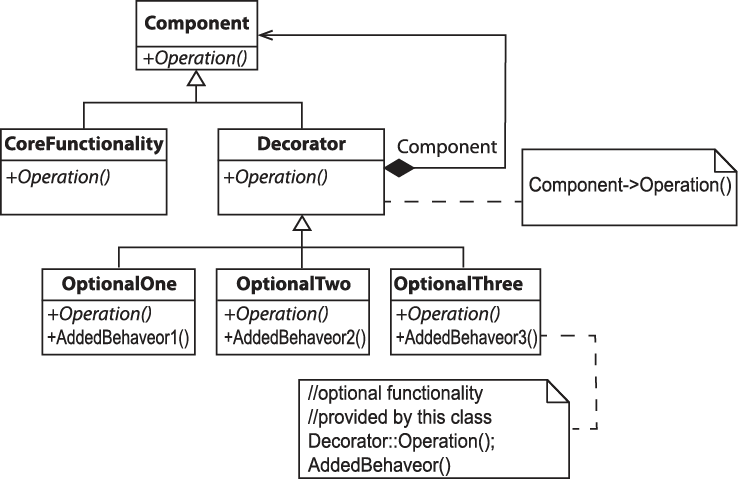 Component
+Operation()
CoreFunctionality
+Operation()
Decorator
+Operation()
Component
Component->Operation()
OptionalOne
+Operation()
+AddedBehaveor1()
OptionalTwo
+Operation()
+AddedBehaveor2()
OptionalThree
+Operation()
+AddedBehaveor3()
//optional functionality
//provided by this class
Decorator::Operation();
AddedBehaveor()